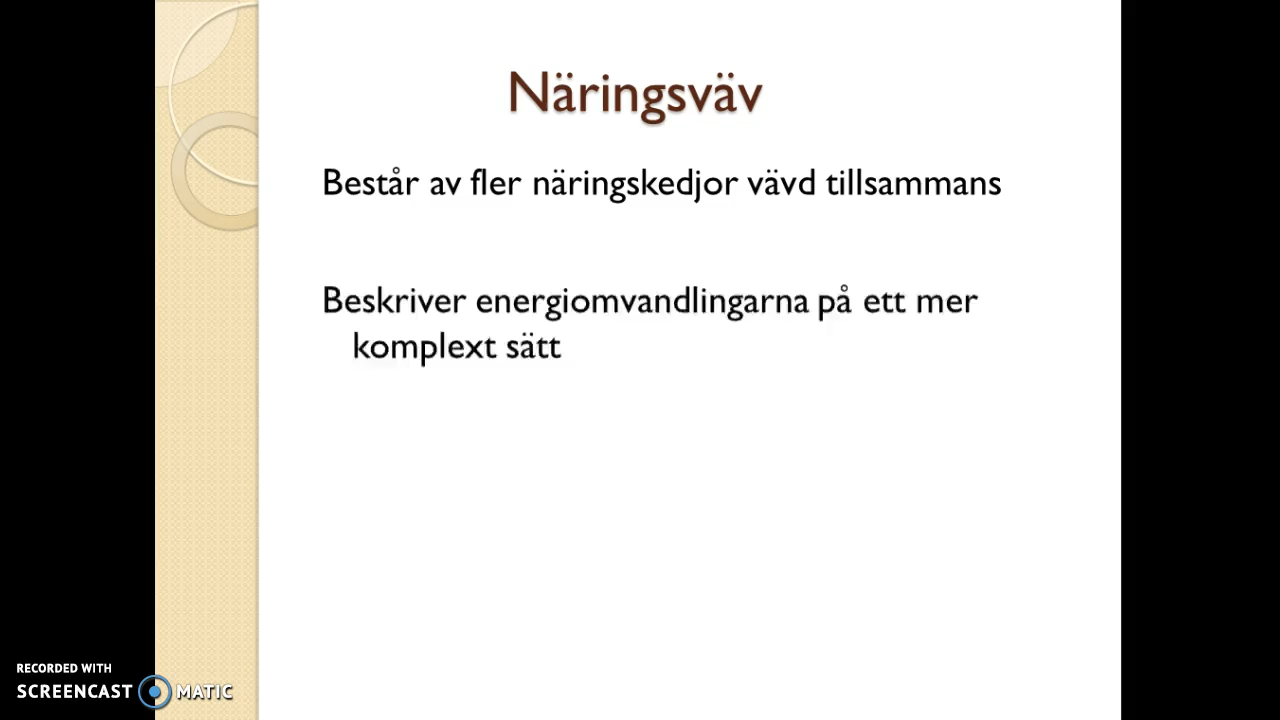 Näringsväv
Består av fler näringskedjor vävd tillsammans
Beskriver energiomvandlingarna på ett mer
komplext sätt
RECORDED WITH
SCREENCAST MATIC